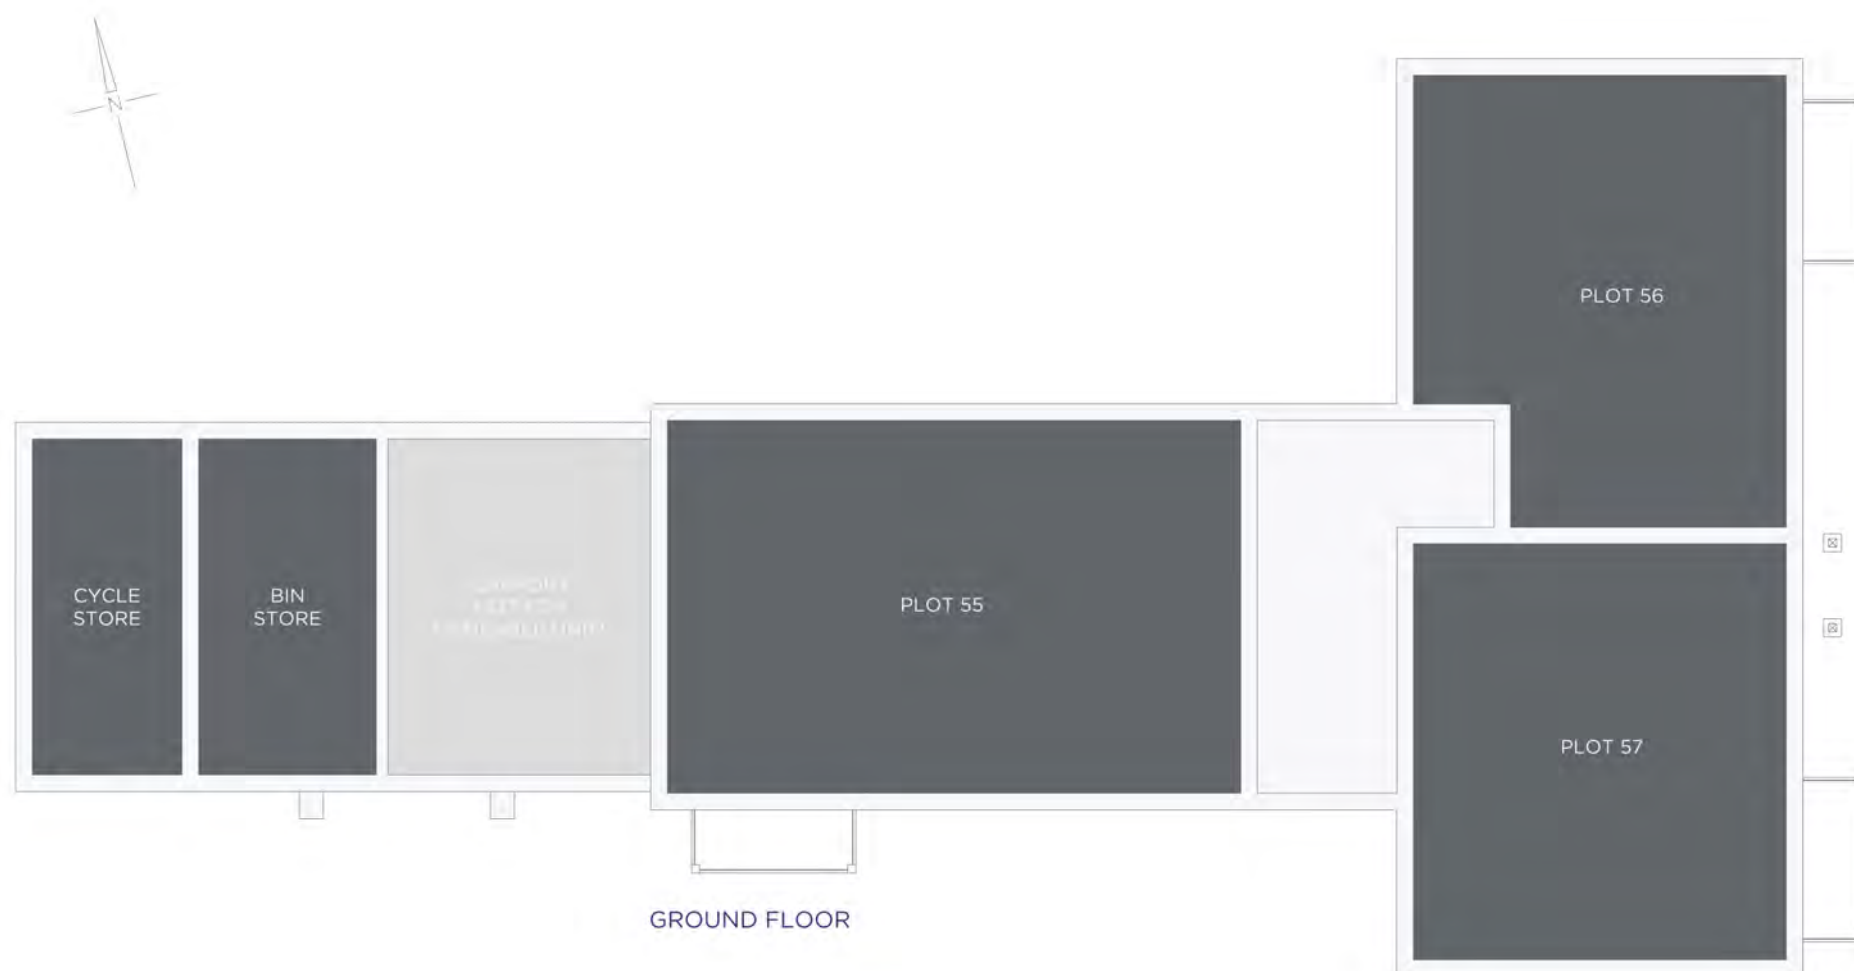 N
PLOT 56
CYCLE
STORE
BIN
STORE
PLOT 55
PLOT 57
GROUND FLOOR